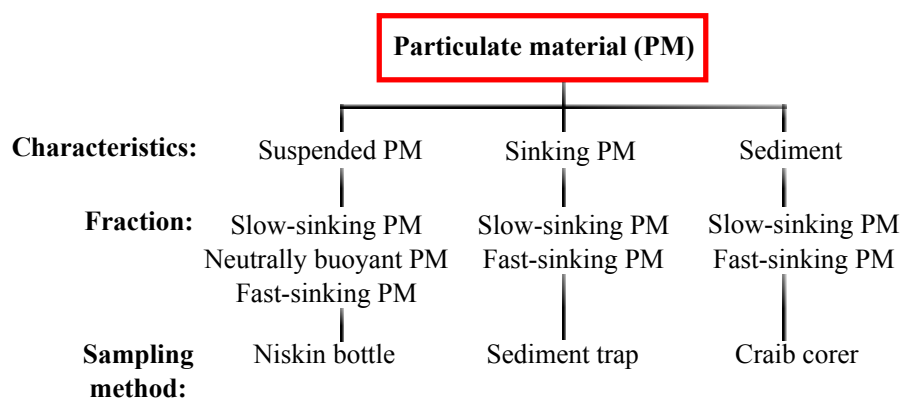 Particulate material (PM)
Characteristics: Suspended PM Sinking PM Sediment
Fraction: Slow-sinking PM Slow-sinking PM Slow-sinking PM
Neutrally buoyant PM Fast-sinking PM Fast-sinking PM
Fast-sinking PM
Sampling Niskin bottle Sediment trap Craib corer
method: